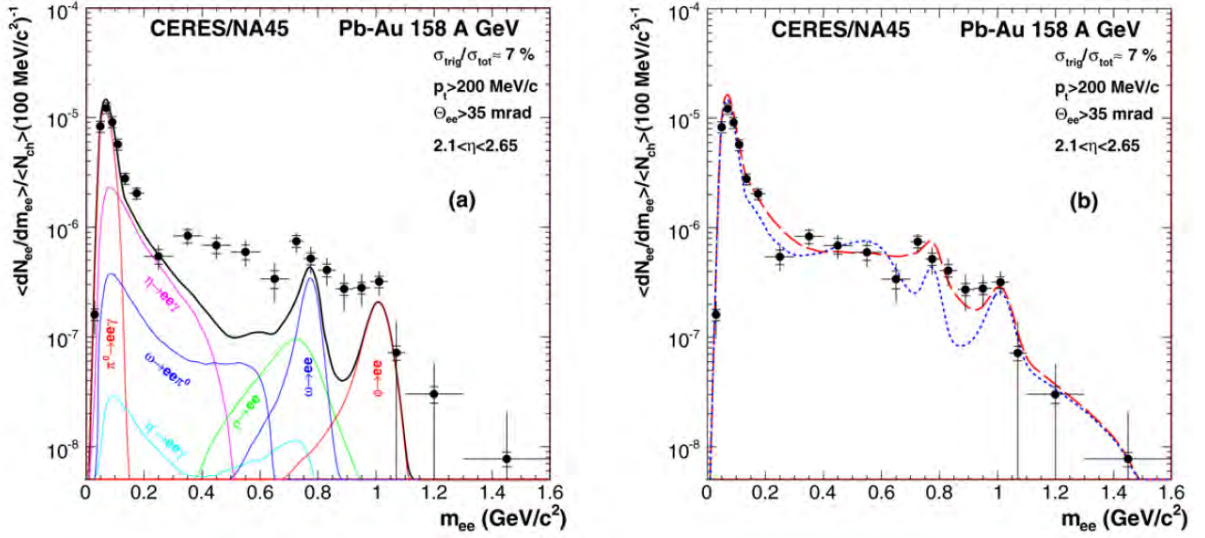 CERES/NA45 Pb-Au 158 A GeV
σtrig/σtot≈ 7 %
pt>200 MeV/c
Θee>35 mrad
2.1<η<2.65
(a)
<dNee/dmee>/<Nch>(100 MeV/c²)⁻¹
10⁻⁴
10⁻⁵
10⁻⁶
10⁻⁷
10⁻⁸
π⁰→eeγ
η→eeγ
ω→eeπ⁰
η'→eeγ
ρ→ee
ω→ee
φ→ee
0 0.2 0.4 0.6 0.8 1 1.2 1.4 1.6
mee (GeV/c²)
CERES/NA45 Pb-Au 158 A GeV
σtrig/σtot≈ 7 %
pt>200 MeV/c
Θee>35 mrad
2.1<η<2.65
(b)
<dNee/dmee>/<Nch>(100 MeV/c²)⁻¹
10⁻⁴
10⁻⁵
10⁻⁶
10⁻⁷
10⁻⁸
0 0.2 0.4 0.6 0.8 1 1.2 1.4 1.6
mee (GeV/c²)